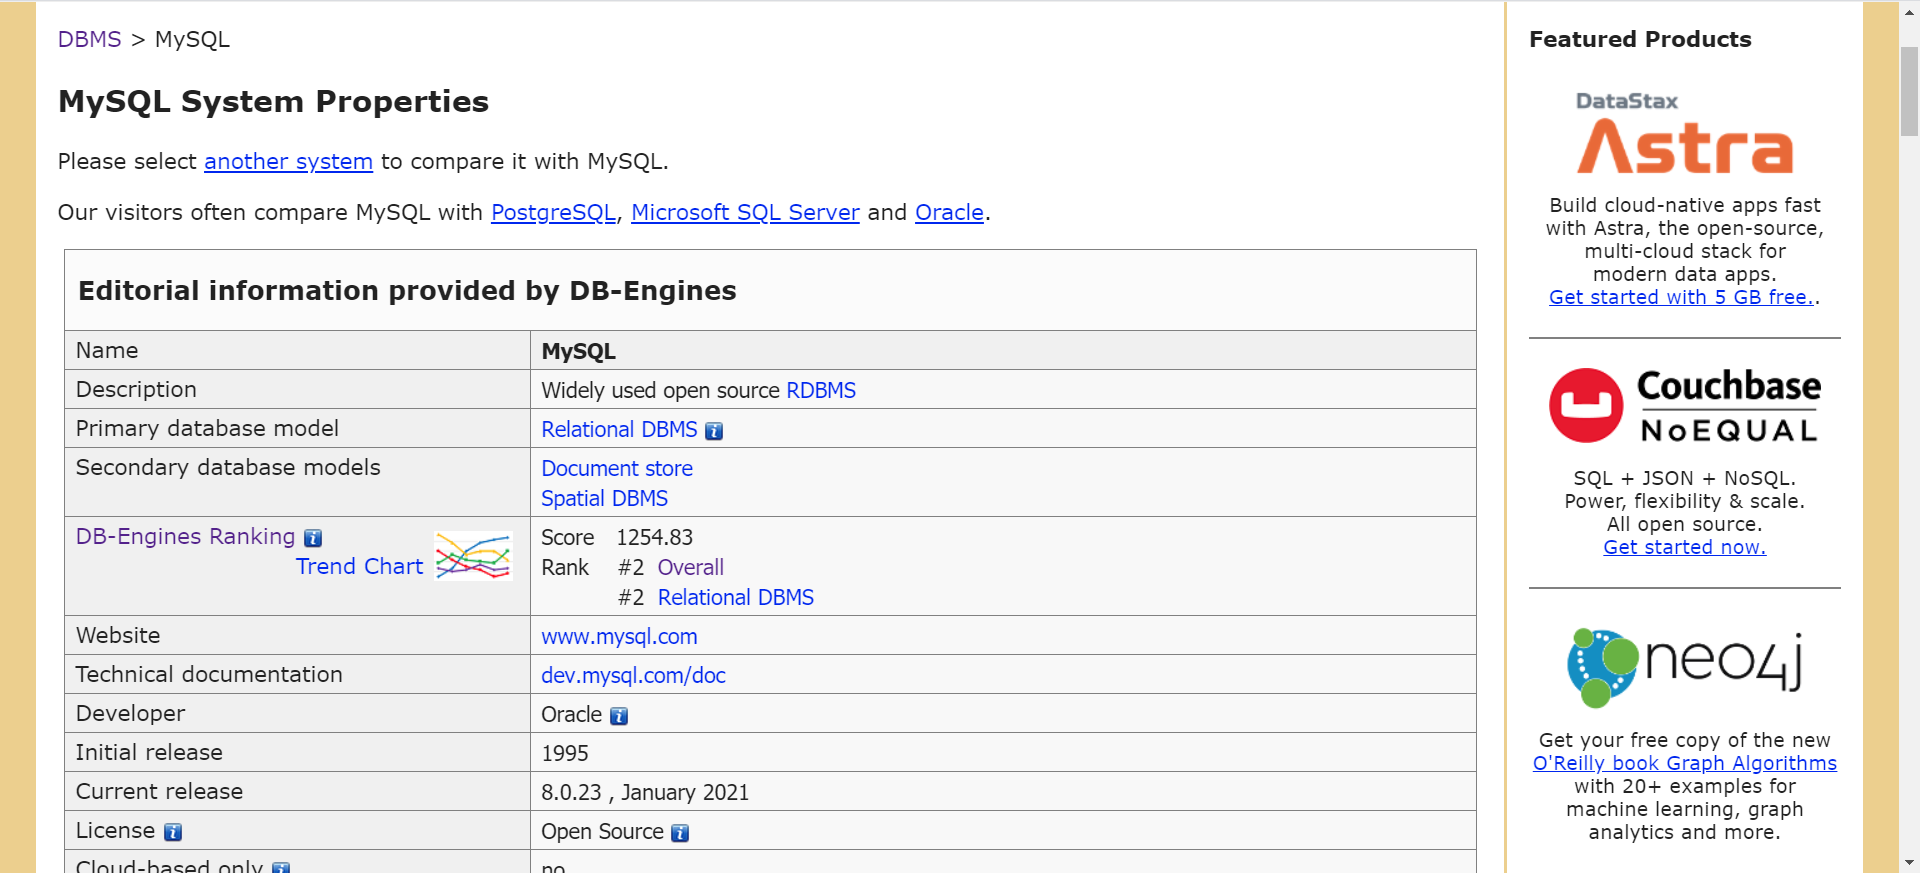 DBMS > MySQL
MySQL System Properties
Please select another system to compare it with MySQL.
Our visitors often compare MySQL with PostgreSQL, Microsoft SQL Server and Oracle.
Editorial information provided by DB-Engines
Name MySQL
Description Widely used open source RDBMS
Primary database model Relational DBMS
Secondary database models Document store
Spatial DBMS
DB-Engines Ranking Score 1254.83
Trend Chart Rank #2 Overall
#2 Relational DBMS
Website www.mysql.com
Technical documentation dev.mysql.com/doc
Developer Oracle
Initial release 1995
Current release 8.0.23 , January 2021
License Open Source
Cloud-based only no
Featured Products
DataStax
Astra
Build cloud-native apps fast
with Astra, the open-source,
multi-cloud stack for
modern data apps.
Get started with 5 GB free..
Couchbase
NoEQUAL
SQL + JSON + NoSQL.
Power, flexibility & scale.
All open source.
Get started now.
neo4j
Get your free copy of the new
O'Reilly book Graph Algorithms
with 20+ examples for
machine learning, graph
analytics and more.